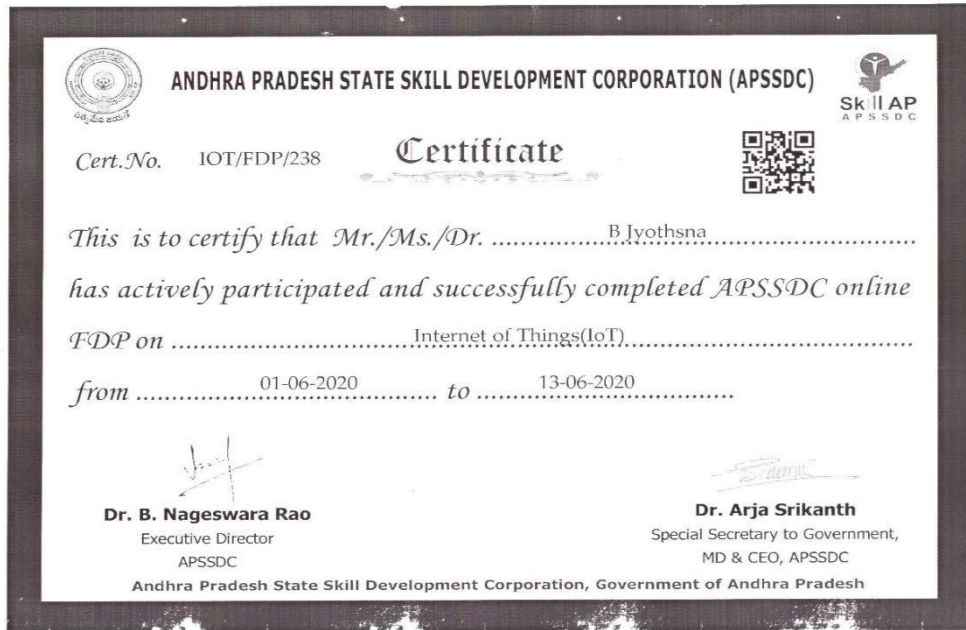 ANDHRA PRADESH STATE SKILL DEVELOPMENT CORPORATION (APSSDC)
Skill AP
APSSDC
Cert.No. IOT/FDP/238
Certificate
This is to certify that Mr./Ms./Dr. B Jyothsna
has actively participated and successfully completed APSSDC online
FDP on Internet of Things(IoT)
from 01-06-2020 to 13-06-2020
Dr. B. Nageswara Rao
Executive Director
APSSDC
Dr. Arja Srikanth
Special Secretary to Government,
MD & CEO, APSSDC
Andhra Pradesh State Skill Development Corporation, Government of Andhra Pradesh